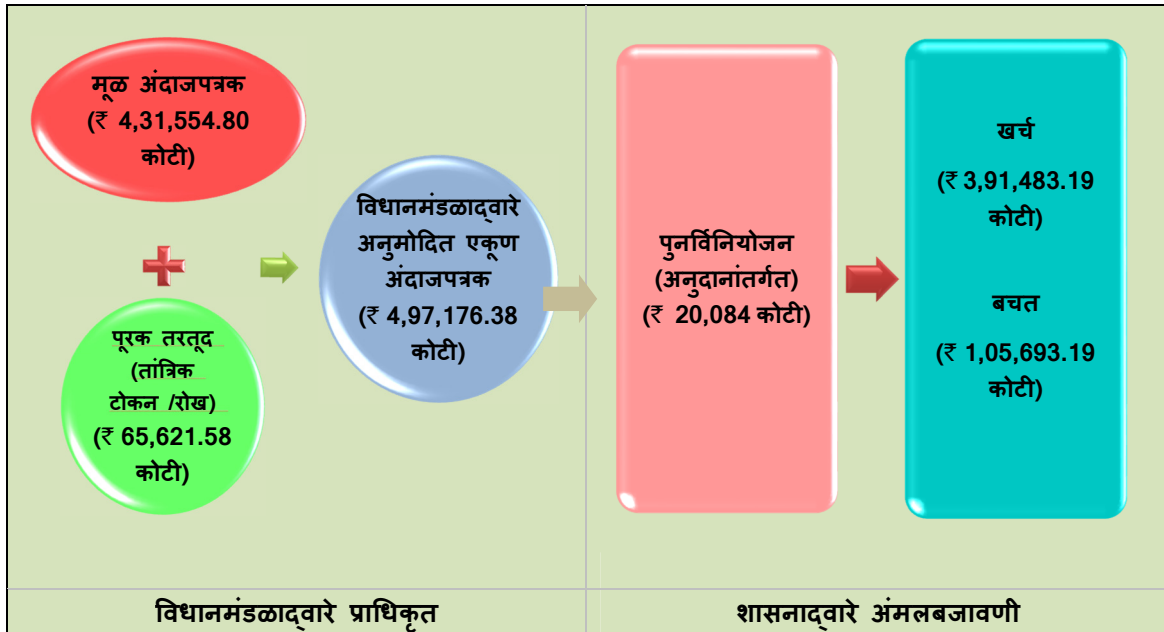 मूळ अंदाजपत्रक
(₹ 4,31,554.80
कोटी)
पूरक तरतूद
(तांत्रिक
टोकन /रोख)
(₹ 65,621.58
कोटी)
विधानमंडळाद्‌वारे
अनुमोदित एकूण
अंदाजपत्रक
(₹ 4,97,176.38
कोटी)
पुनर्विनियोजन
(अनुदानांतर्गत)
(₹ 20,084 कोटी)
खर्च
(₹ 3,91,483.19
कोटी)
बचत
(₹ 1,05,693.19
कोटी)
विधानमंडळाद्‌वारे प्राधिकृत
शासनाद्‌वारे अंमलबजावणी